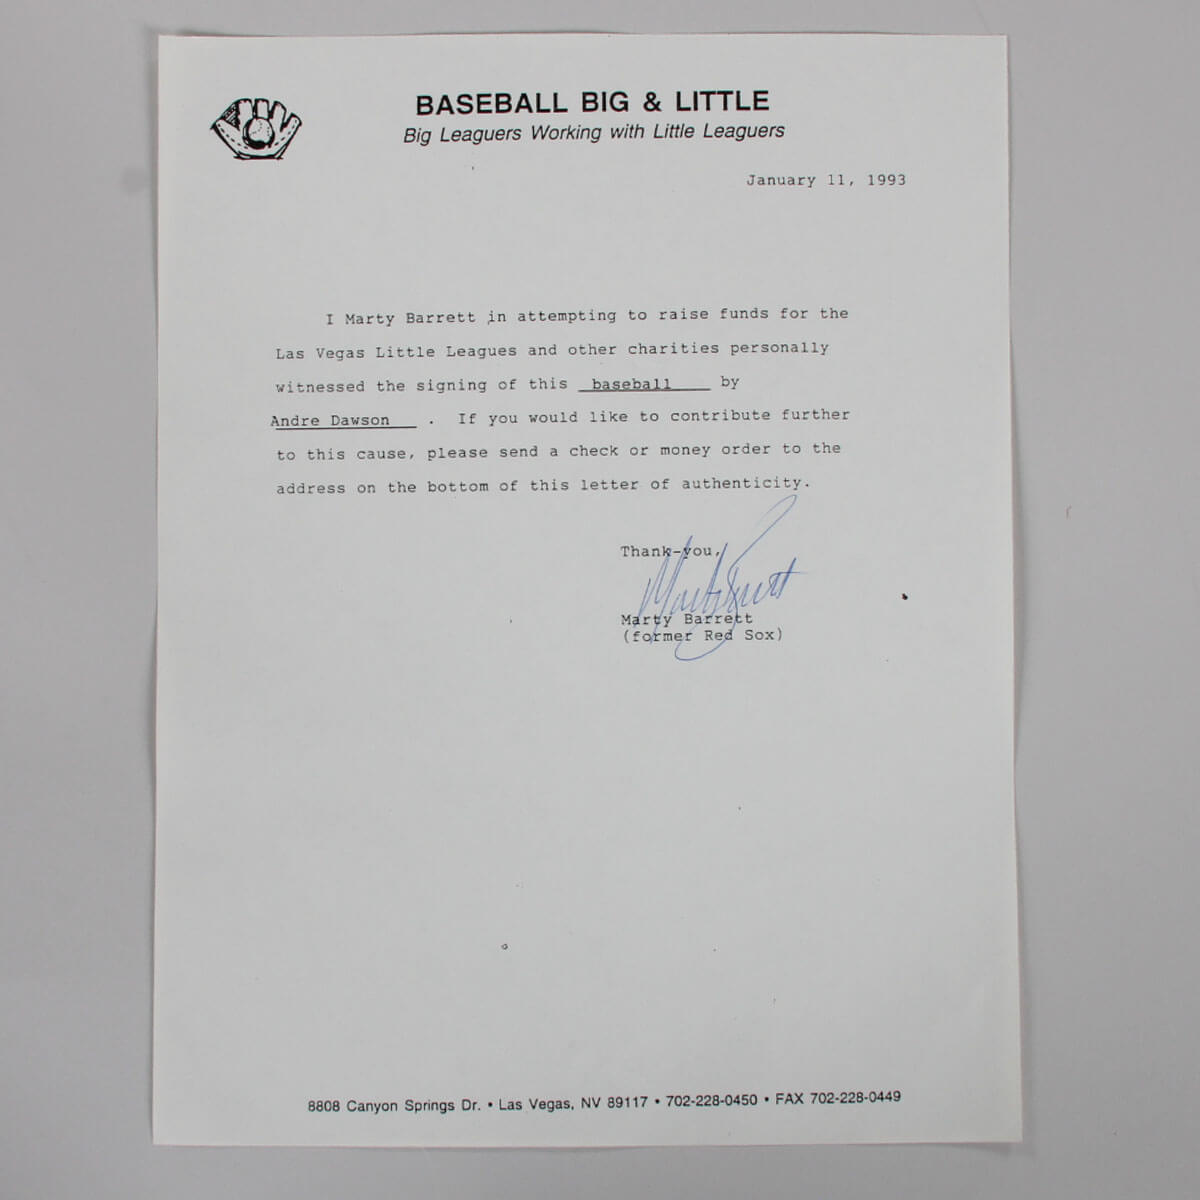 BASEBALL BIG & LITTLE
Big Leaguers Working with Little Leaguers
January 11, 1993
I Marty Barrett in attempting to raise funds for the
Las Vegas Little Leagues and other charities personally
witnessed the signing of this baseball by
Andre Dawson . If you would like to contribute further
to this cause, please send a check or money order to the
address on the bottom of this letter of authenticity.
Thank-you,
Marty Barrett
Marty Barrett
(former Red Sox)
8808 Canyon Springs Dr. • Las Vegas, NV 89117 • 702-228-0450 • FAX 702-228-0449